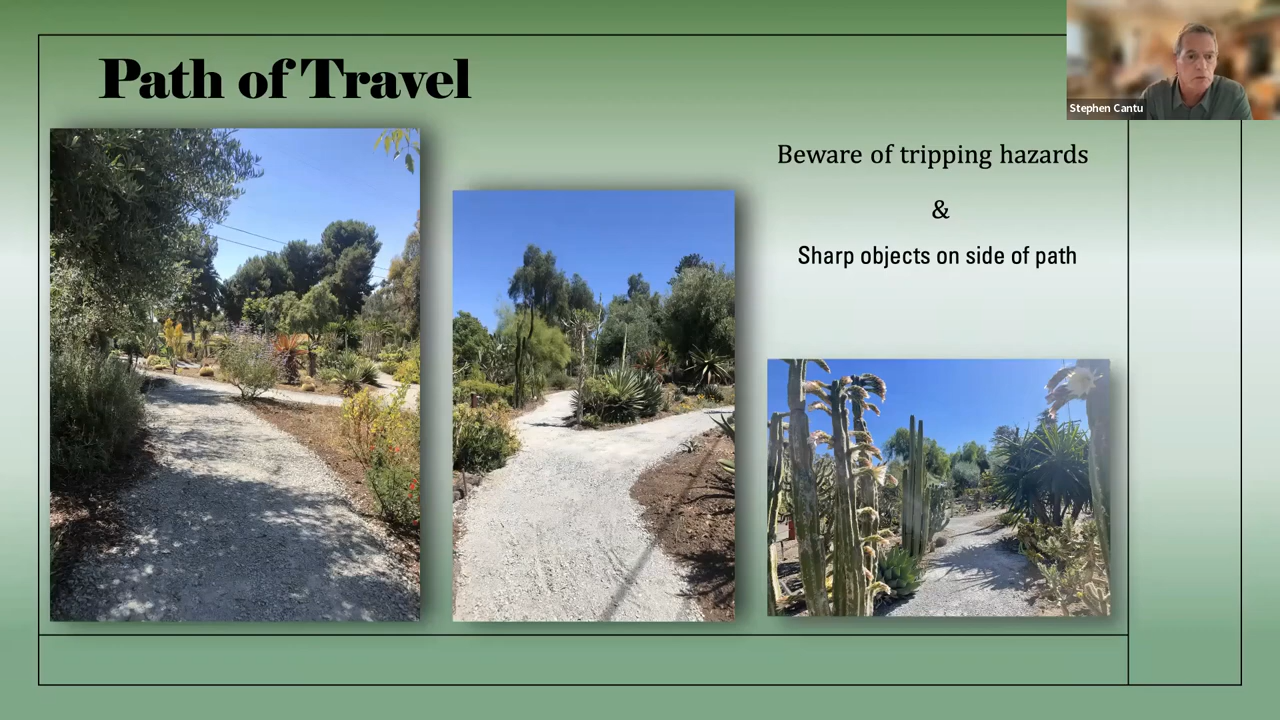 Path of Travel
Stephen Cantu
Beware of tripping hazards
&
Sharp objects on side of path